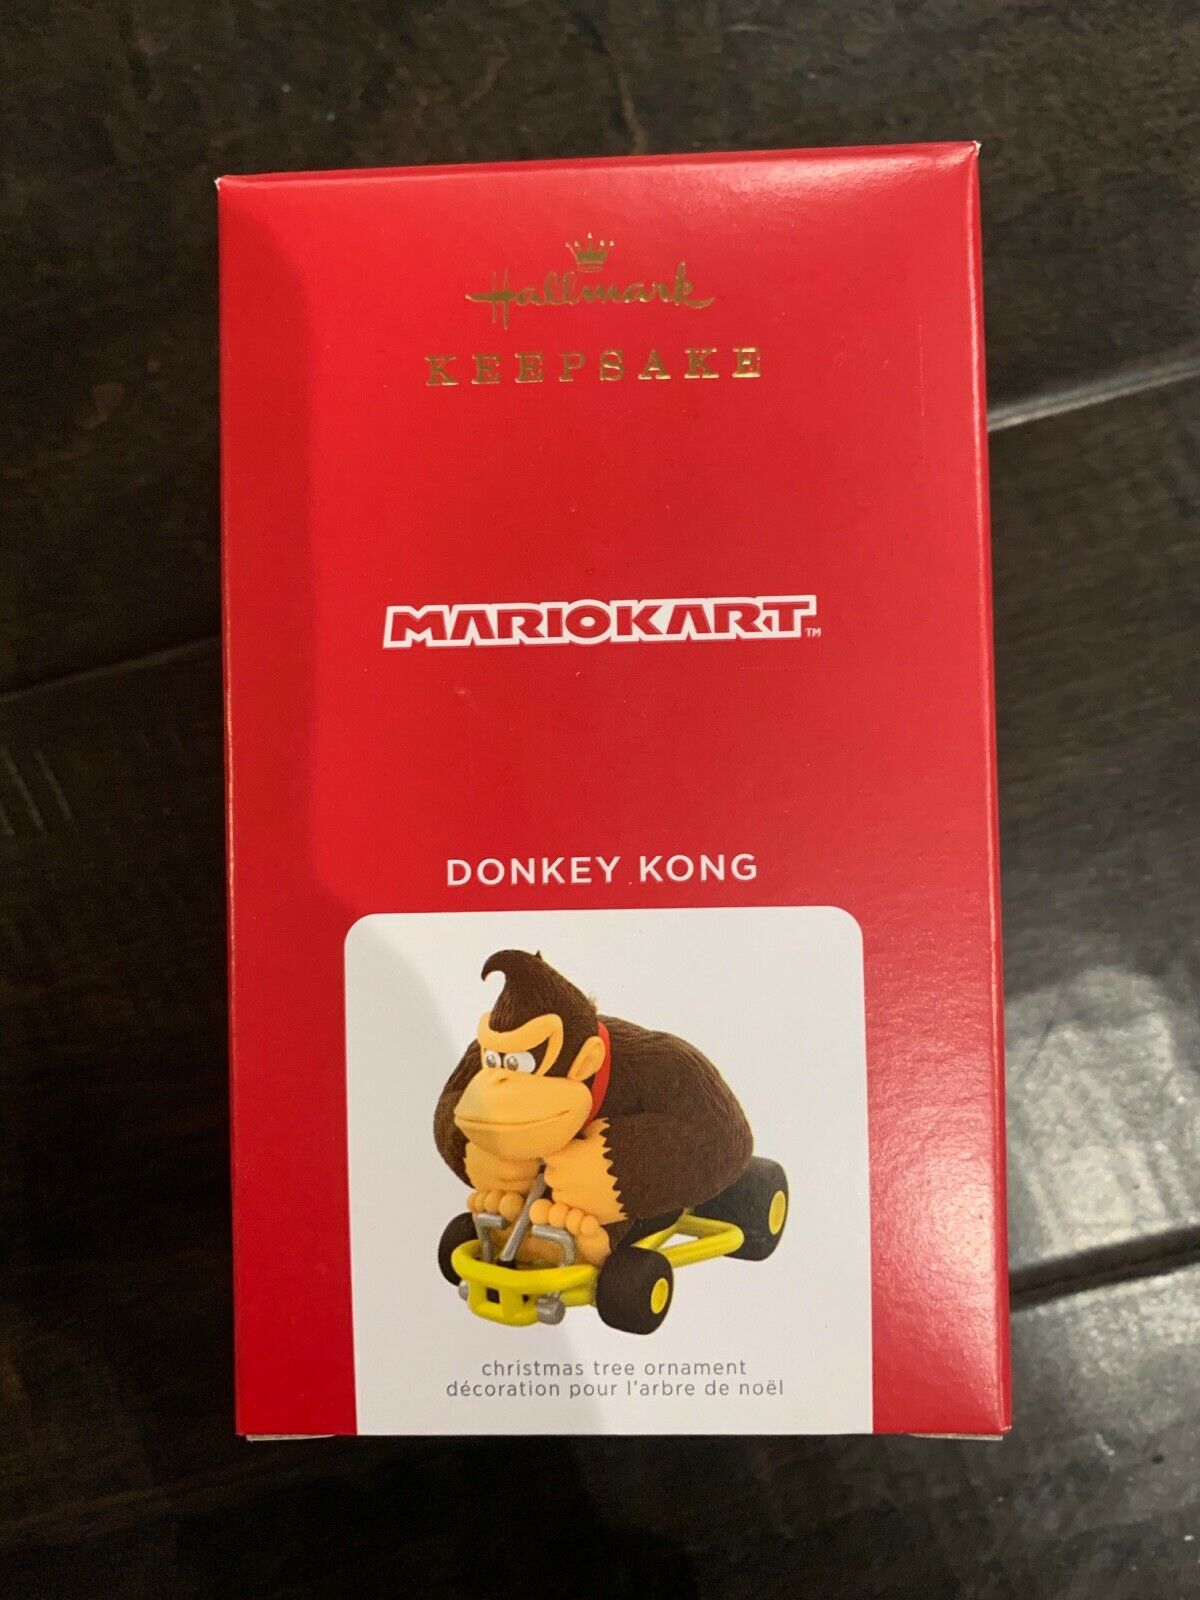 Hallmark
KEEPSAKE
MARIOKART™
DONKEY KONG
christmas tree ornament
décoration pour l'arbre de noël